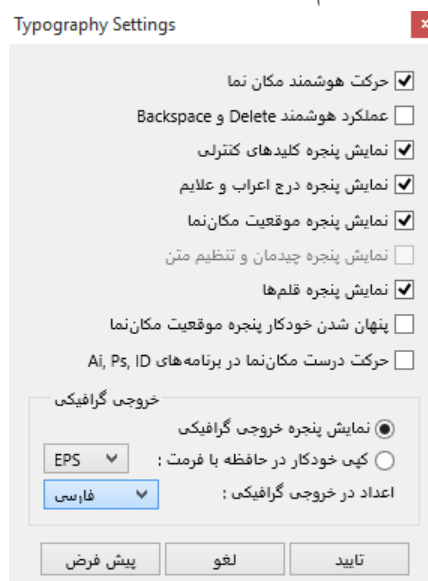 Typography Settings
حرکت هوشمند مکان نما
عملکرد هوشمند Delete و Backspace
نمایش پنجره کلیدهای کنترلی
نمایش پنجره درج اعراب و علایم
نمایش پنجره موقعیت مکان‌نما
نمایش پنجره چیدمان و تنظیم متن
نمایش پنجره قلم‌ها
پنهان شدن خودکار پنجره موقعیت مکان‌نما
حرکت درست مکان‌نما در برنامه‌های Ai, Ps, ID
خروجی گرافیکی
نمایش پنجره خروجی گرافیکی
کپی خودکار در حافظه با فرمت : EPS
اعداد در خروجی گرافیکی : فارسی
تایید لغو پیش فرض